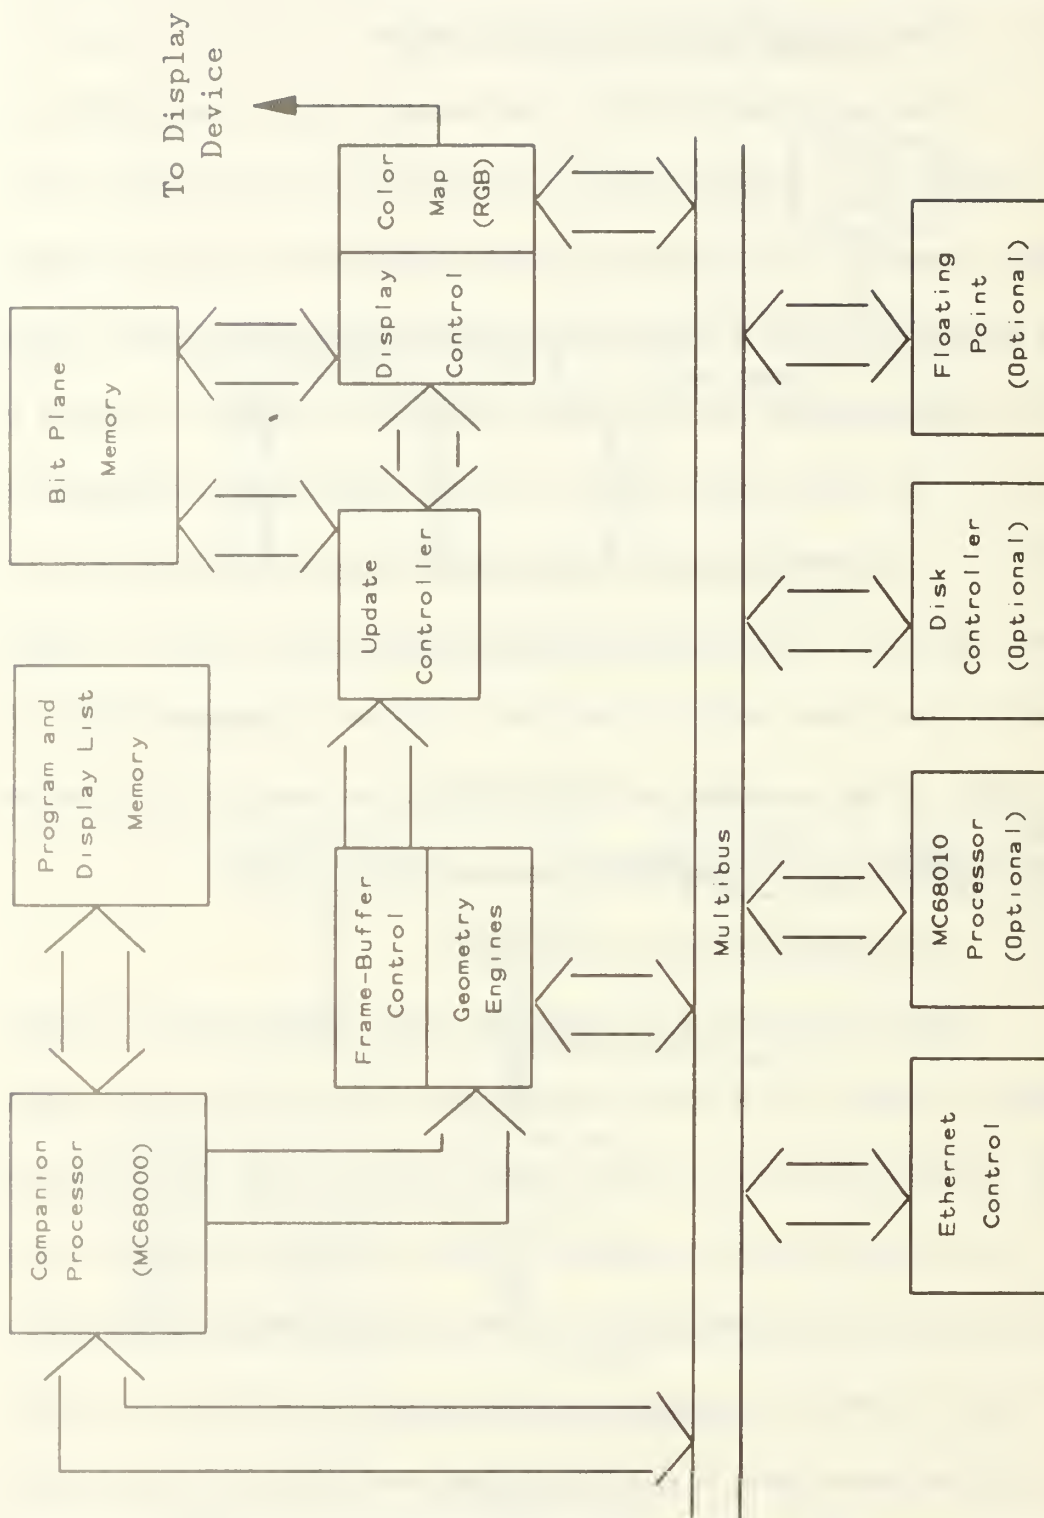 Companion
Processor
(MC68000)
Program and
Display List
Memory
Bit Plane
Memory
To Display
Device
Frame-Buffer
Control
Geometry
Engines
Update
Controller
Display
Control
Color
Map
(RGB)
Multibus
Ethernet
Control
MC68010
Processor
(Optional)
Disk
Controller
(Optional)
Floating
Point
(Optional)